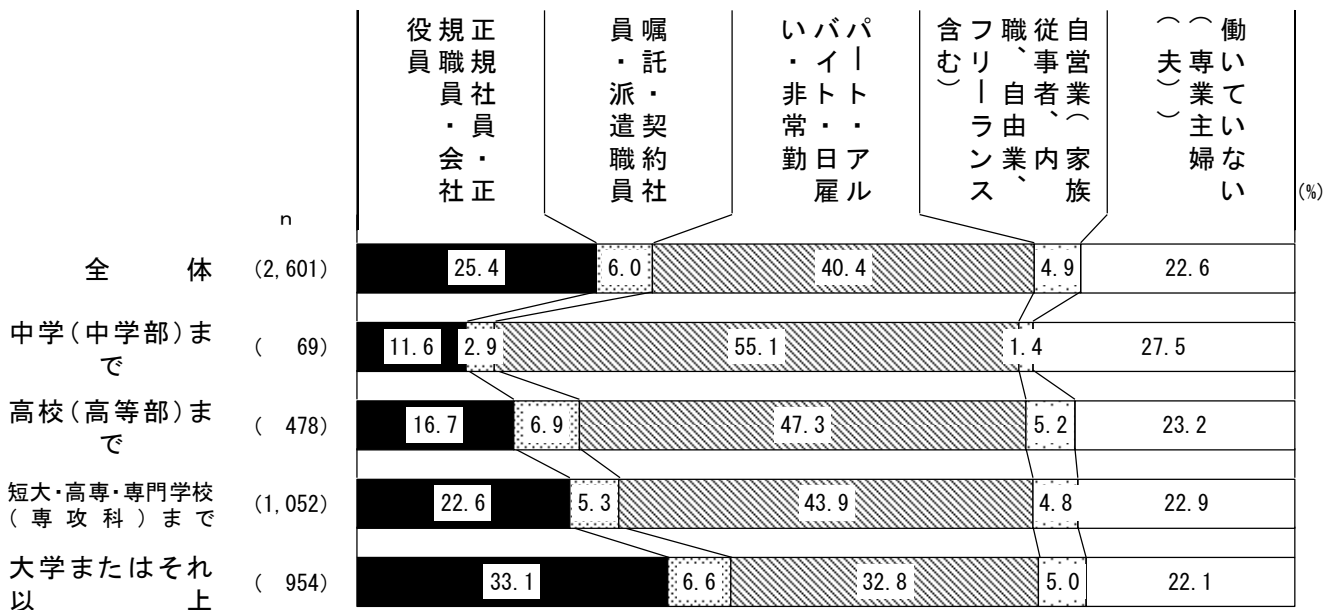 正規社員・正
規職員・会社
役員
嘱託・契約社
員・派遣職員
パート・アル
バイト・日雇
い・非常勤
自営業（家族
従事者、内
職、自由業、
フリーランス
含む）
働いていない
（専業主婦
（夫））
(%)
n
全体 (2,601) 25.4 6.0 40.4 4.9 22.6
中学(中学部)ま
で
( 69) 11.6 2.9 55.1 1.4 27.5
高校(高等部)ま
で
( 478) 16.7 6.9 47.3 5.2 23.2
短大・高専・専門学校
(専攻科)まで
(1,052) 22.6 5.3 43.9 4.8 22.9
大学またはそれ
以上
( 954) 33.1 6.6 32.8 5.0 22.1